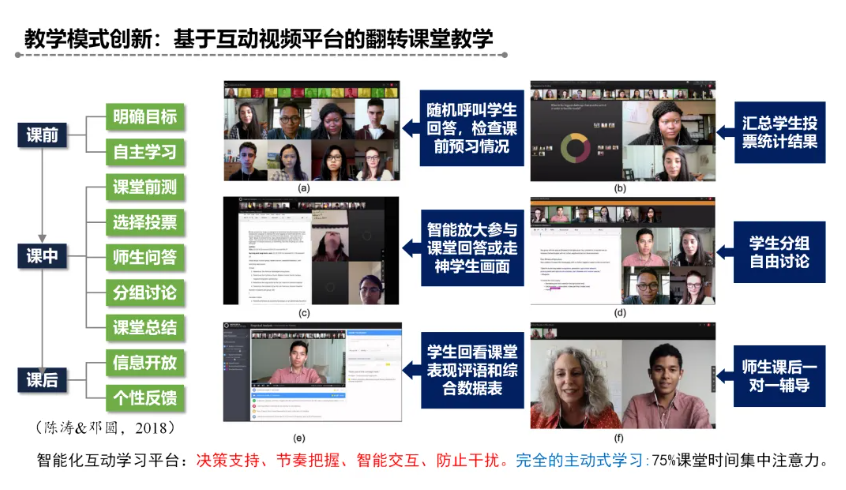 教学模式创新：基于互动视频平台的翻转课堂教学
课前
明确目标
自主学习
课中
课堂前测
选择投票
师生问答
分组讨论
课堂总结
课后
信息开放
个性反馈
（陈涛&邓圆，2018）
(a)
随机呼叫学生
回答，检查课
前预习情况
(b)
汇总学生投
票统计结果
(c)
智能放大参与
课堂回答或走
神学生画面
(d)
学生分组
自由讨论
(e)
学生回看课堂
表现评语和综
合数据表
(f)
师生课后一
对一辅导
智能化互动学习平台：决策支持、节奏把握、智能交互、防止干扰。完全的主动式学习:75%课堂时间集中注意力。